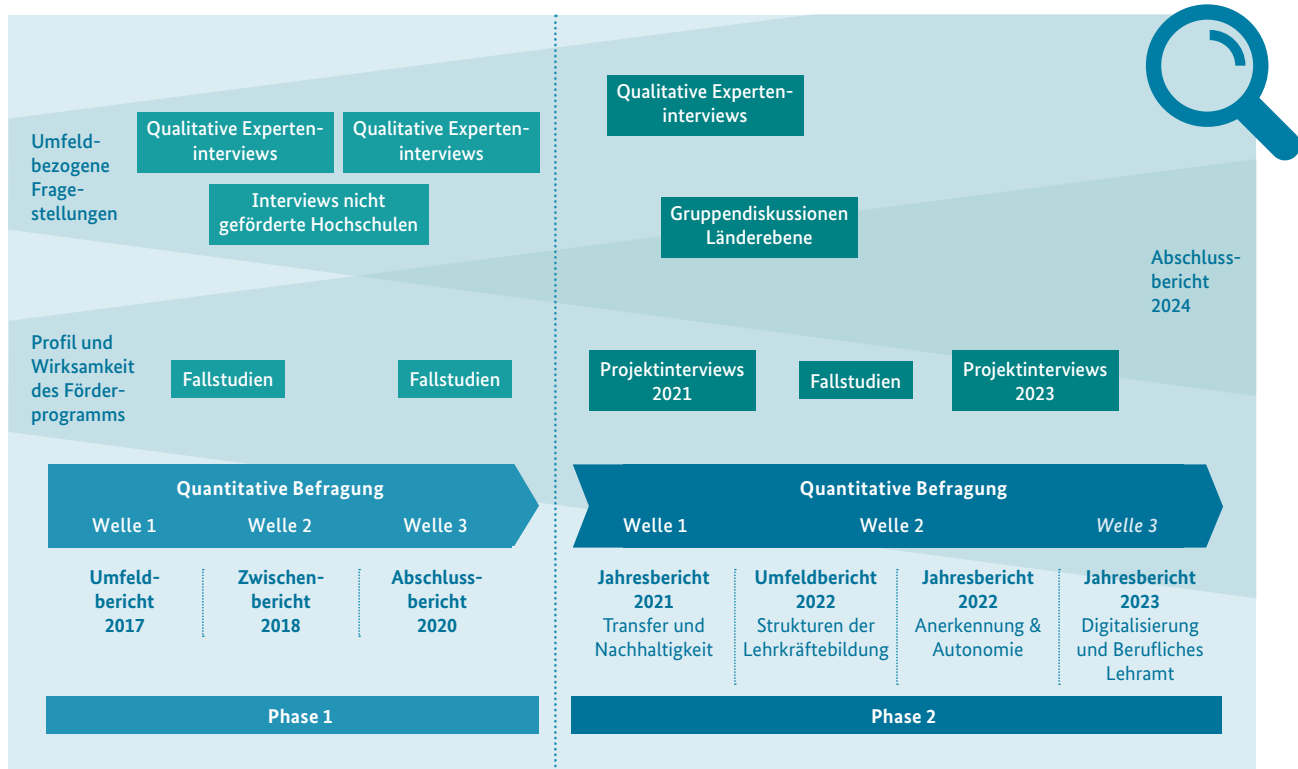 Umfeld-
bezogene
Frage-
stellungen
Qualitative Experten-
interviews
Qualitative Experten-
interviews
Interviews nicht
geförderte Hochschulen
Qualitative Experten-
interviews
Gruppendiskussionen
Länderebene
Abschluss-
bericht
2024
Profil und
Wirksamkeit
des Förder-
programms
Fallstudien
Fallstudien
Projektinterviews
2021
Fallstudien
Projektinterviews
2023
Quantitative Befragung
Welle 1
Welle 2
Welle 3
Quantitative Befragung
Welle 1
Welle 2
Welle 3
Umfeld-
bericht
2017
Zwischen-
bericht
2018
Abschluss-
bericht
2020
Jahresbericht
2021
Transfer und
Nachhaltigkeit
Umfeldbericht
2022
Strukturen der
Lehrkräftebildung
Jahresbericht
2022
Anerkennung &
Autonomie
Jahresbericht
2023
Digitalisierung
und Berufliches
Lehramt
Phase 1
Phase 2